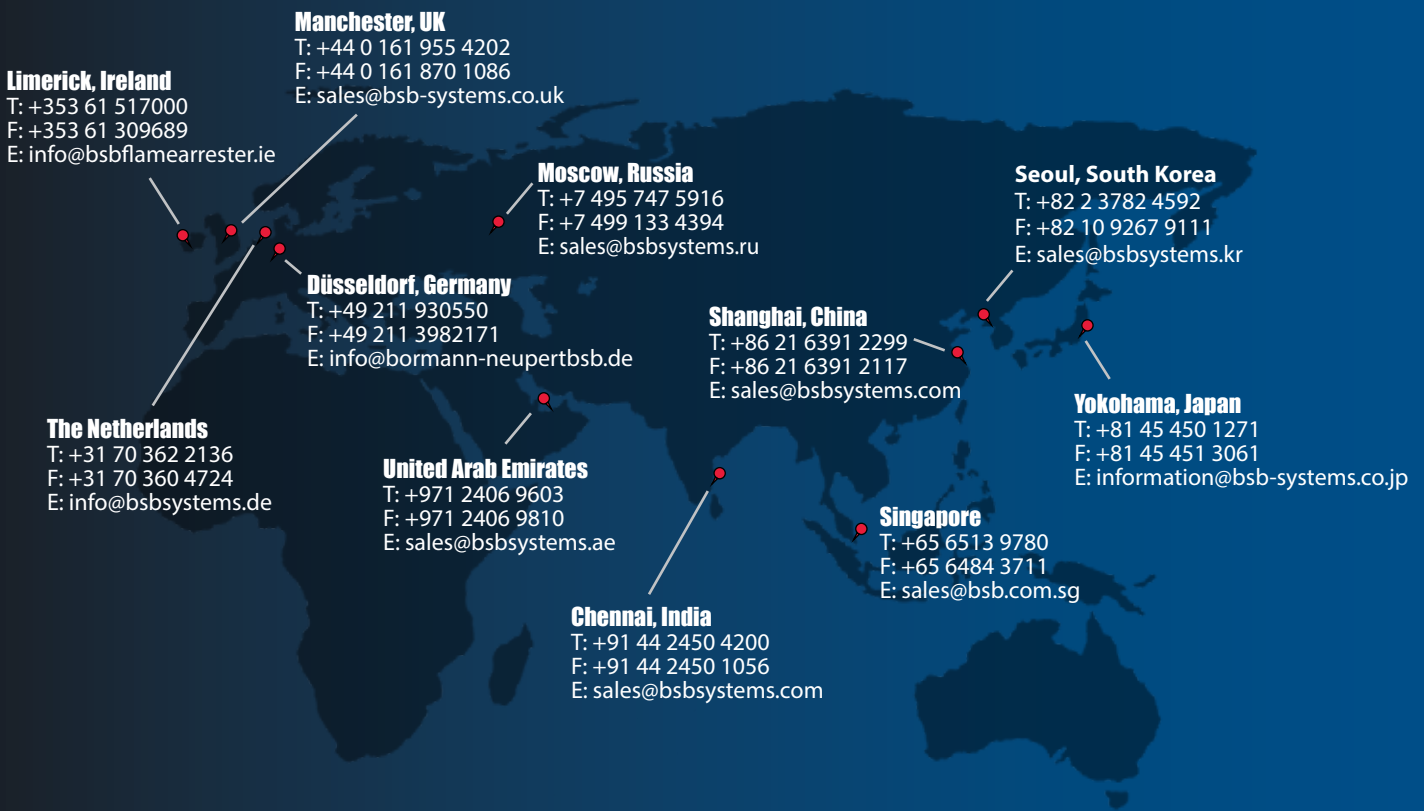 Manchester, UK
T: +44 0 161 955 4202
F: +44 0 161 870 1086
E: sales@bsb-systems.co.uk
Limerick, Ireland
T: +353 61 517000
F: +353 61 309689
E: info@bsbflamearrester.ie
Moscow, Russia
T: +7 495 747 5916
F: +7 499 133 4394
E: sales@bsbsystems.ru
Seoul, South Korea
T: +82 2 3782 4592
F: +82 10 9267 9111
E: sales@bsbsystems.kr
Düsseldorf, Germany
T: +49 211 930550
F: +49 211 3982171
E: info@bormann-neupertbsb.de
Shanghai, China
T: +86 21 6391 2299
F: +86 21 6391 2117
E: sales@bsbsystems.com
Yokohama, Japan
T: +81 45 450 1271
F: +81 45 451 3061
E: information@bsb-systems.co.jp
The Netherlands
T: +31 70 362 2136
F: +31 70 360 4724
E: info@bsbsystems.de
United Arab Emirates
T: +971 2406 9603
F: +971 2406 9810
E: sales@bsbsystems.ae
Singapore
T: +65 6513 9780
F: +65 6484 3711
E: sales@bsb.com.sg
Chennai, India
T: +91 44 2450 4200
F: +91 44 2450 1056
E: sales@bsbsystems.com